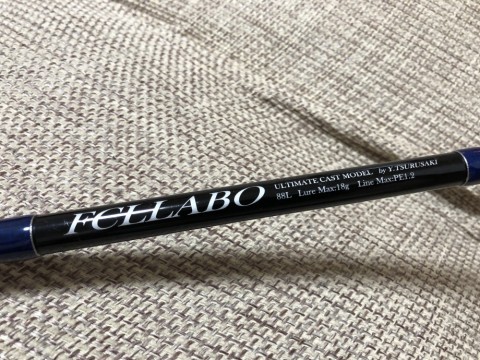 FCLLABO
ULTIMATE CAST MODEL by Y.TSURUSAKI
88L Lure Max:18g Line Max:PE1.2